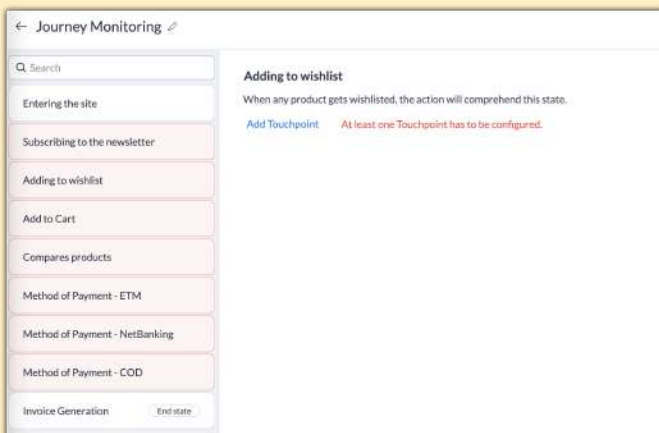 Journey Monitoring
Search
Entering the site
Subscribing to the newsletter
Adding to wishlist
Add to Cart
Compares products
Method of Payment - ETM
Method of Payment - NetBanking
Method of Payment - COD
Invoice Generation End state
Adding to wishlist
When any product gets wishlisted, the action will comprehend this state.
Add Touchpoint At least one Touchpoint has to be configured.